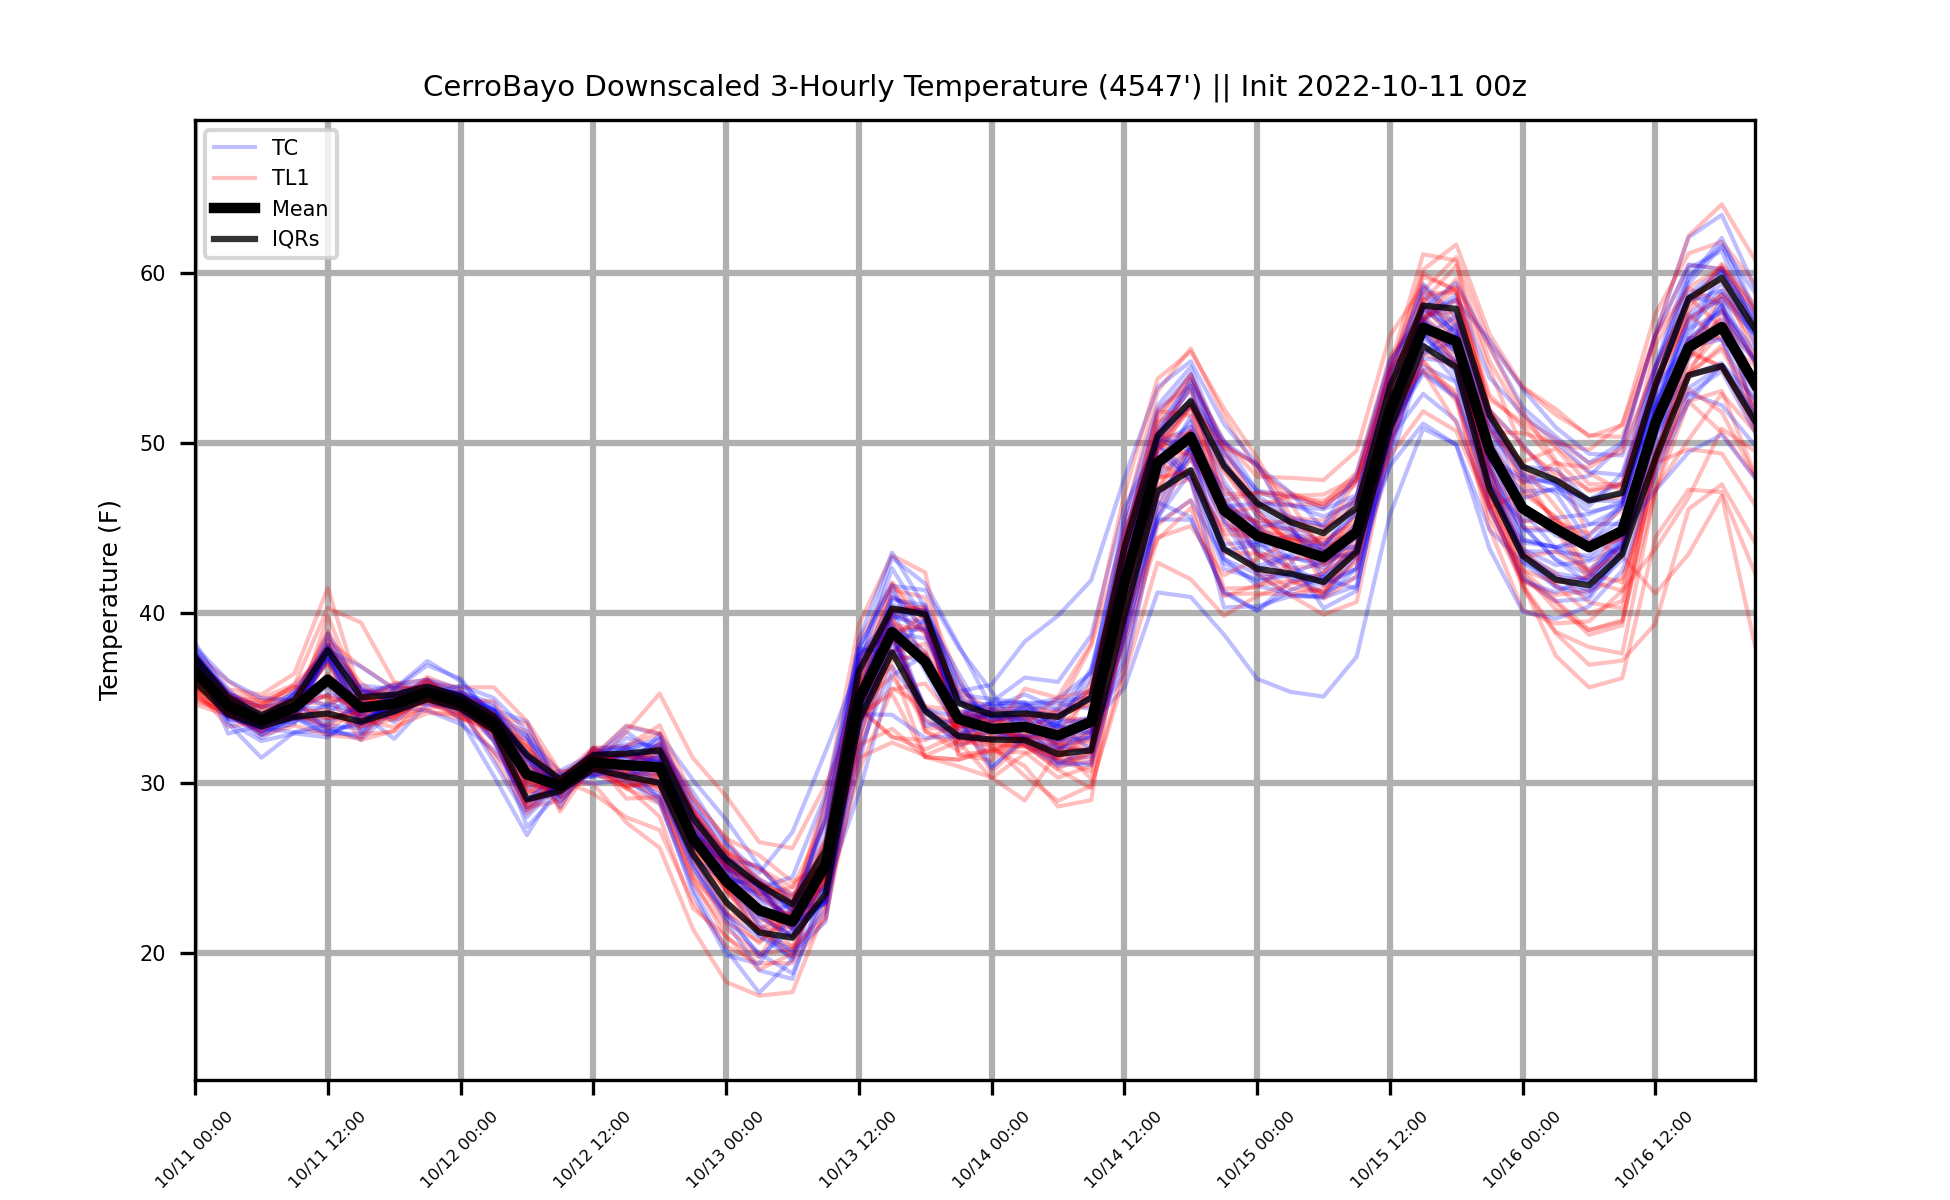 CerroBayo Downscaled 3-Hourly Temperature (4547') || Init 2022-10-11 00z
TC
TL1
Mean
IQRs
Temperature (F)
60
50
40
30
20
10/11 00:00
10/11 12:00
10/12 00:00
10/12 12:00
10/13 00:00
10/13 12:00
10/14 00:00
10/14 12:00
10/15 00:00
10/15 12:00
10/16 00:00
10/16 12:00